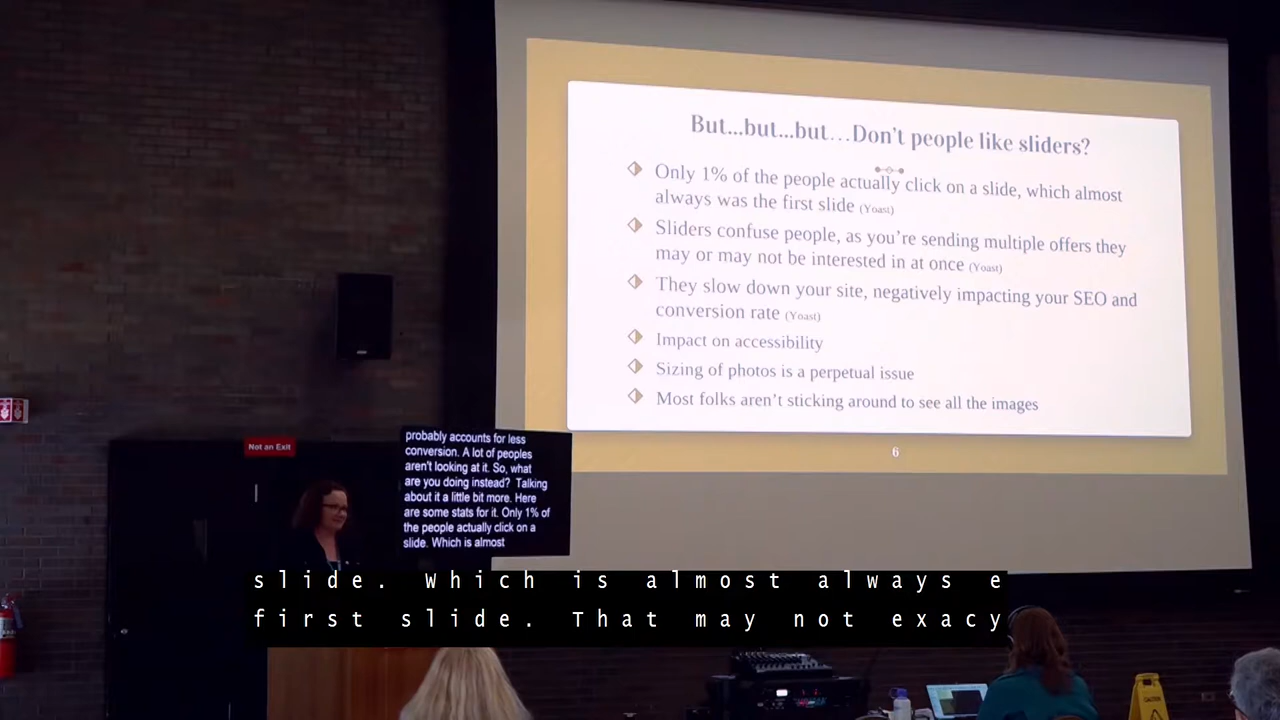 But...but...but...Don't people like sliders?
Only 1% of the people actually click on a slide, which almost
always was the first slide (Yoast)
Sliders confuse people, as you're sending multiple offers they
may or may not be interested in at once (Yoast)
They slow down your site, negatively impacting your SEO and
conversion rate (Yoast)
Impact on accessibility
Sizing of photos is a perpetual issue
Most folks aren't sticking around to see all the images
6
Not an Exit
probably accounts for less
conversion. A lot of peoples
aren't looking at it. So, what
are you doing instead? Talking
about it a little bit more. Here
are some stats for it. Only 1% of
the people actually click on a
slide. Which is almost
slide. Which is almost always e
first slide. That may not exacy
CAUTION